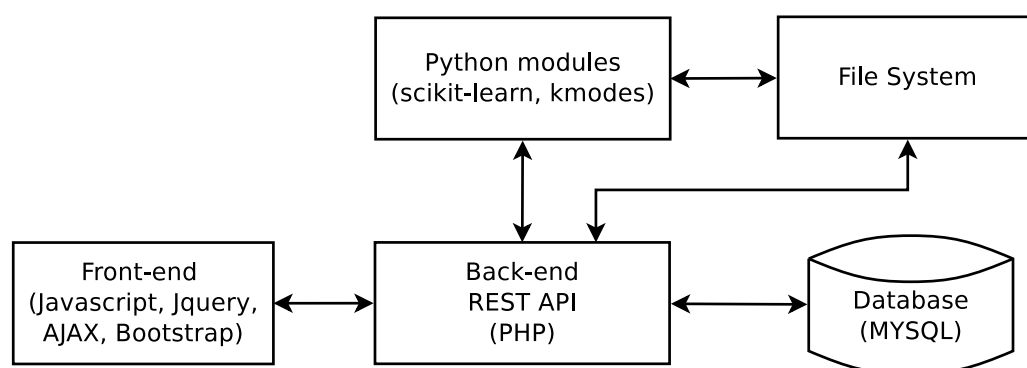 Python modules
(scikit-learn, kmodes)
File System
Front-end
(Javascript, Jquery,
AJAX, Bootstrap)
Back-end
REST API
(PHP)
Database
(MYSQL)